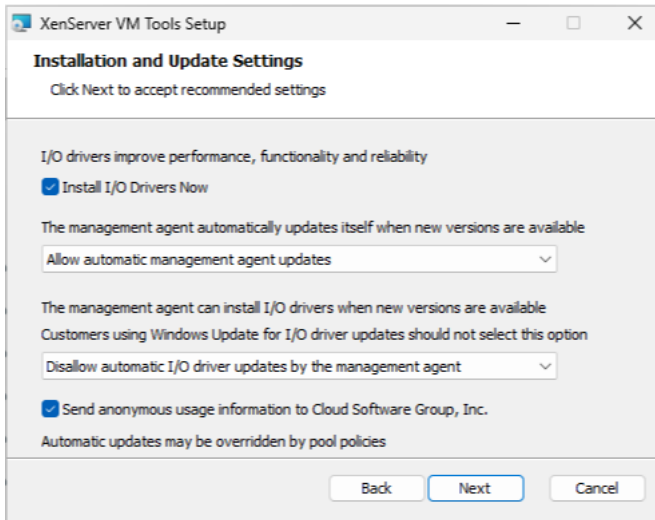 XenServer VM Tools Setup
Installation and Update Settings
Click Next to accept recommended settings
I/O drivers improve performance, functionality and reliability
Install I/O Drivers Now
The management agent automatically updates itself when new versions are available
Allow automatic management agent updates
The management agent can install I/O drivers when new versions are available
Customers using Windows Update for I/O driver updates should not select this option
Disallow automatic I/O driver updates by the management agent
Send anonymous usage information to Cloud Software Group, Inc.
Automatic updates may be overridden by pool policies
Back Next Cancel